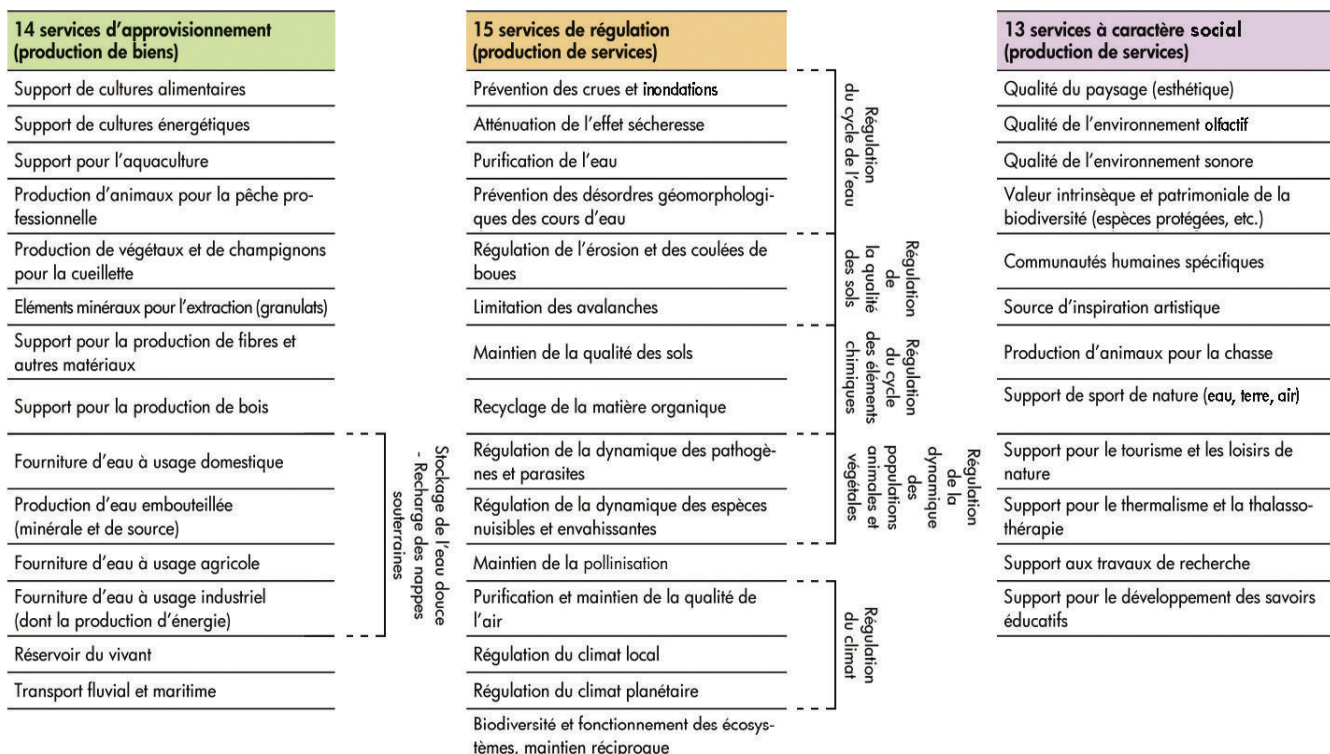 14 services d’approvisionnement
(production de biens)
Support de cultures alimentaires
Support de cultures énergétiques
Support pour l’aquaculture
Production d’animaux pour la pêche pro-
fessionnelle
Production de végétaux et de champignons
pour la cueillette
Eléments minéraux pour l’extraction (granulats)
Support pour la production de fibres et
autres matériaux
Support pour la production de bois
Fourniture d’eau à usage domestique
Production d’eau embouteillée
(minérale et de source)
Fourniture d’eau à usage agricole
Fourniture d’eau à usage industriel
(dont la production d’énergie)
Réservoir du vivant
Transport fluvial et maritime
Stockage de l’eau douce
- Recharge des nappes
souterraines
15 services de régulation
(production de services)
Prévention des crues et inondations
Atténuation de l’effet sécheresse
Purification de l’eau
Prévention des désordres géomorphologi-
ques des cours d’eau
Régulation de l’érosion et des coulées de
boues
Limitation des avalanches
Maintien de la qualité des sols
Recyclage de la matière organique
Régulation de la dynamique des pathogè-
nes et parasites
Régulation de la dynamique des espèces
nuisibles et envahissantes
Maintien de la pollinisation
Purification et maintien de la qualité de
l’air
Régulation du climat local
Régulation du climat planétaire
Biodiversité et fonctionnement des écosys-
tèmes, maintien réciproque
Régulation
du cycle de l’eau
Régulation
de
la qualité
des sols
Régulation
du cycle
des éléments
chimiques
Régulation
de la
dynamique
des
populations
animales et
végétales
Régulation
du climat
13 services à caractère social
(production de services)
Qualité du paysage (esthétique)
Qualité de l’environnement olfactif
Qualité de l’environnement sonore
Valeur intrinsèque et patrimoniale de la
biodiversité (espèces protégées, etc.)
Communautés humaines spécifiques
Source d’inspiration artistique
Production d’animaux pour la chasse
Support de sport de nature (eau, terre, air)
Support pour le tourisme et les loisirs de
nature
Support pour le thermalisme et la thalasso-
thérapie
Support aux travaux de recherche
Support pour le développement des savoirs
éducatifs